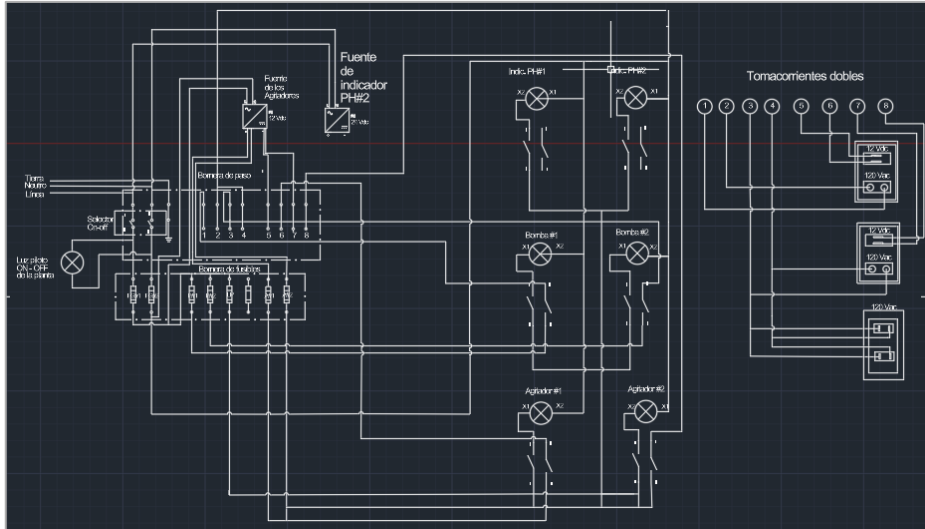 Fuente
de
indicador
PH#2
Fuente
de los
Agitadores
12 Vdc
Indic. PH#1
Indic. PH#2
X2
X1
X2
X1
Tomacorrientes dobles
1
2
3
4
5
6
7
8
12 Vdc
120 Vac
Tierra
Neutro
Línea
Bornera de paso
Selector
On-off
1
2
3
4
5
6
7
8
Luz piloto
ON - OFF
de la planta
Bornera de fusibles
Bomba #1
Bomba #2
X1
X2
X1
X2
12 Vdc
120 Vac
120 Vac
Agitador #1
Agitador #2
X1
X2
X2
X1